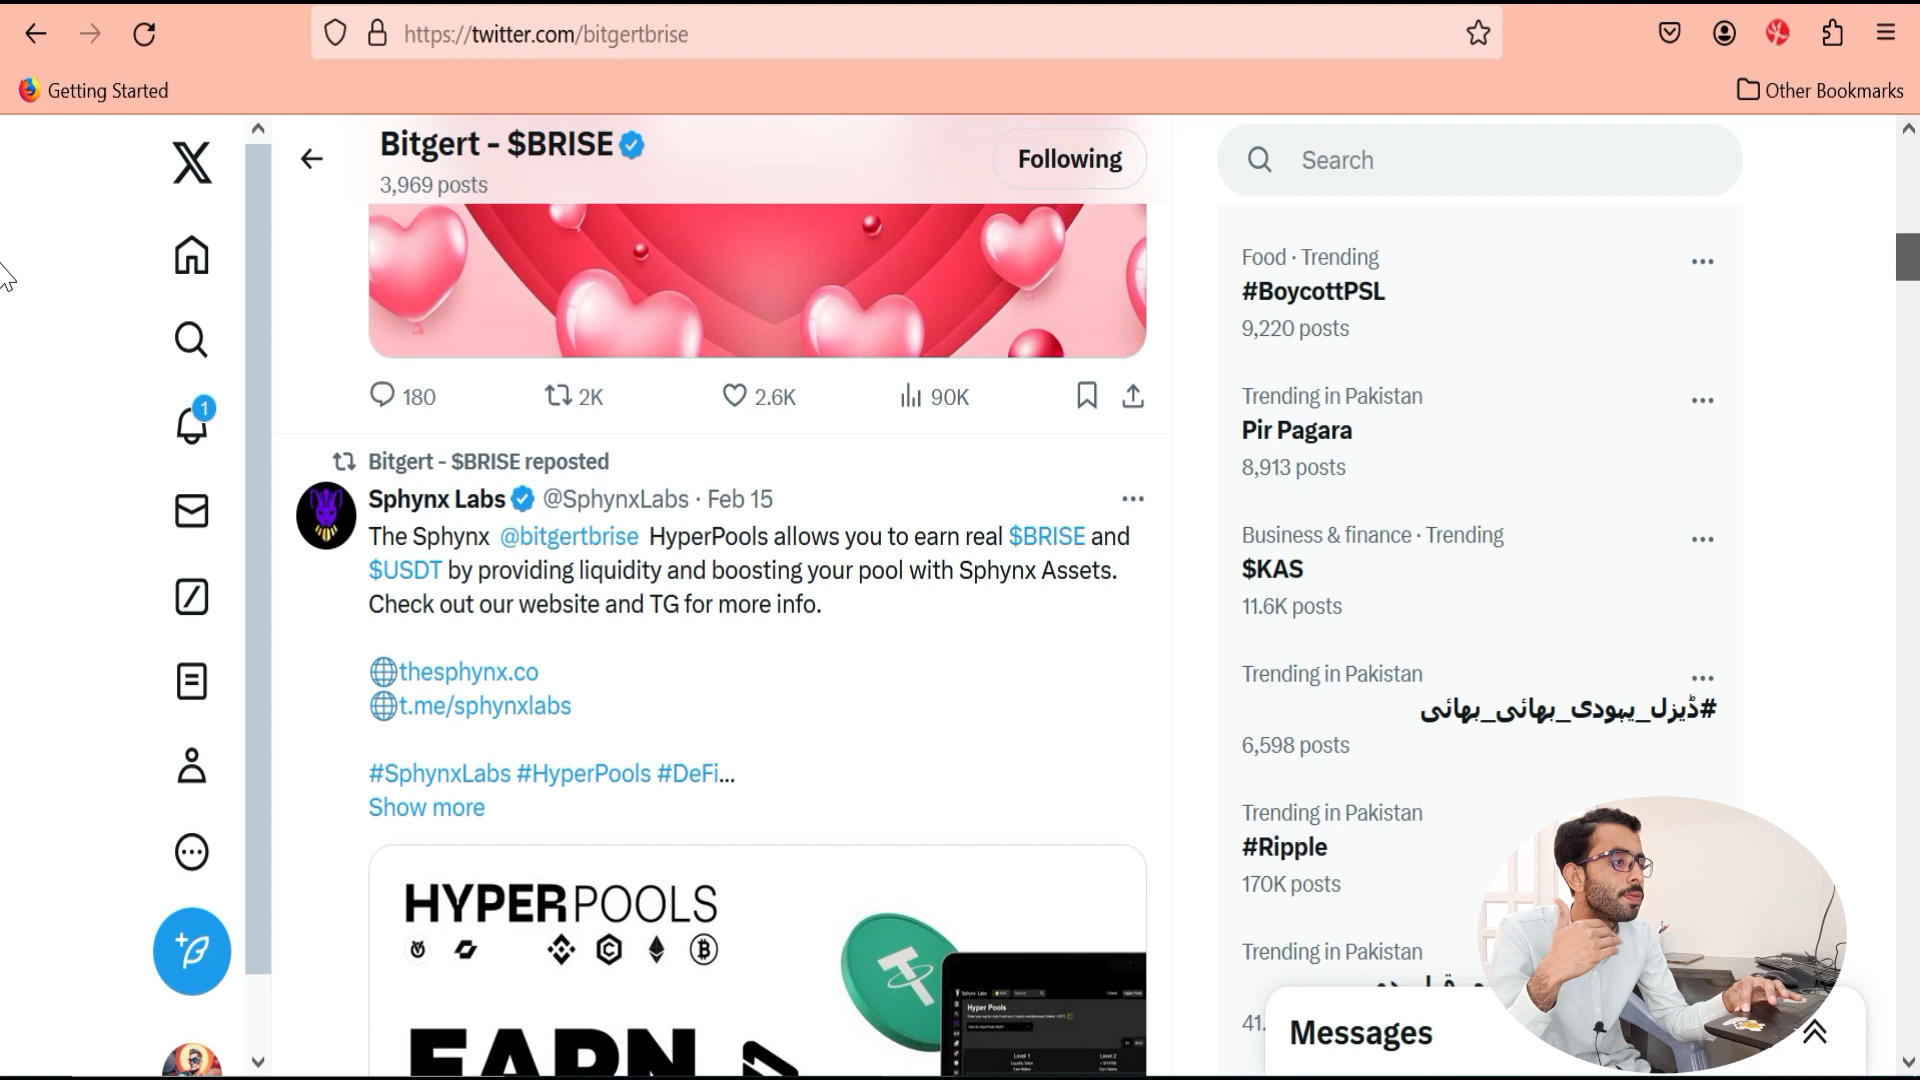 https://twitter.com/bitgertbrise
Getting Started
Other Bookmarks
Bitgert - $BRISE
3,969 posts
Following
Search
180
2K
2.6K
90K
Bitgert - $BRISE reposted
Sphynx Labs @SphynxLabs · Feb 15
The Sphynx @bitgertbrise HyperPools allows you to earn real $BRISE and
$USDT by providing liquidity and boosting your pool with Sphynx Assets.
Check out our website and TG for more info.
thesphynx.co
t.me/sphynxlabs
#SphynxLabs #HyperPools #DeFi...
Show more
HYPERPOOLS
EARN
Hyper Pools
Level 1
Level 2
1
Food · Trending
#BoycottPSL
9,220 posts
Trending in Pakistan
Pir Pagara
8,913 posts
Business & finance · Trending
$KAS
11.6K posts
Trending in Pakistan
#ڈیزل_یہودی_بھائی_بھائی
6,598 posts
Trending in Pakistan
#Ripple
170K posts
Trending in Pakistan
41.
Messages